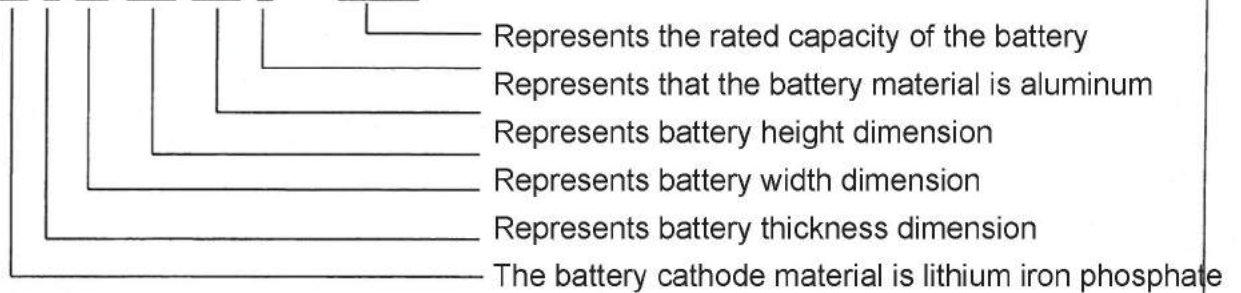 Represents the rated capacity of the battery
Represents that the battery material is aluminum
Represents battery height dimension
Represents battery width dimension
Represents battery thickness dimension
The battery cathode material is lithium iron phosphate